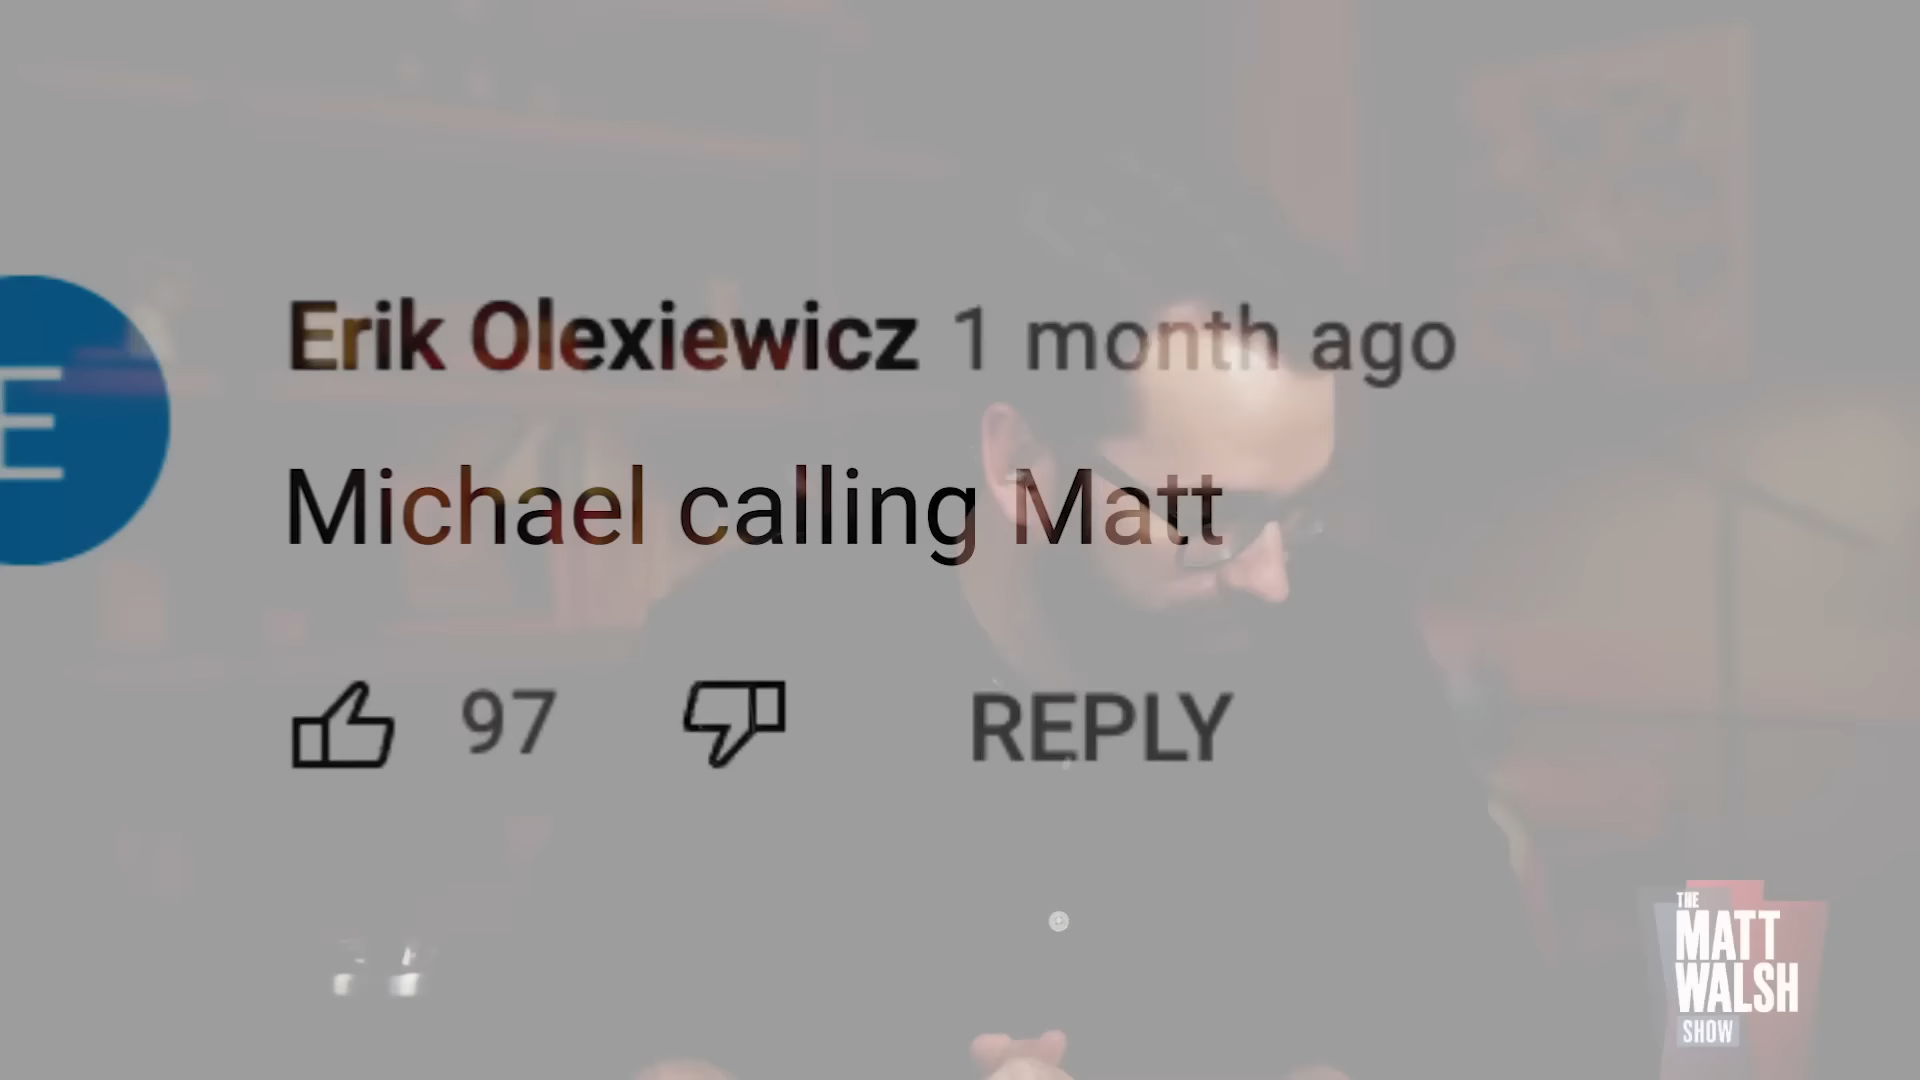 E
Erik Olexiewicz 1 month ago
Michael calling Matt
97 REPLY
THE
MATT
WALSH
SHOW